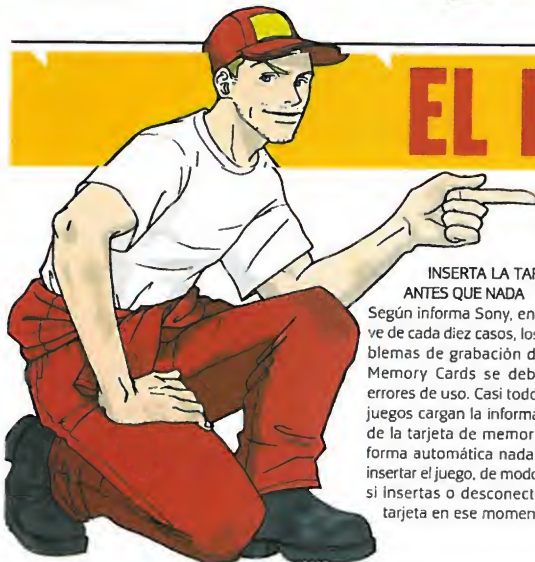 EL
INSERTA LA TAR
ANTES QUE NADA
Según informa Sony, en
ve de cada diez casos, los
blemas de grabación d
Memory Cards se deb
errores de uso. Casi todo
juegos cargan la informa
de la tarjeta de memor
forma automática nada
insertar el juego, de modo
si insertas o desconect
tarjeta en ese momen